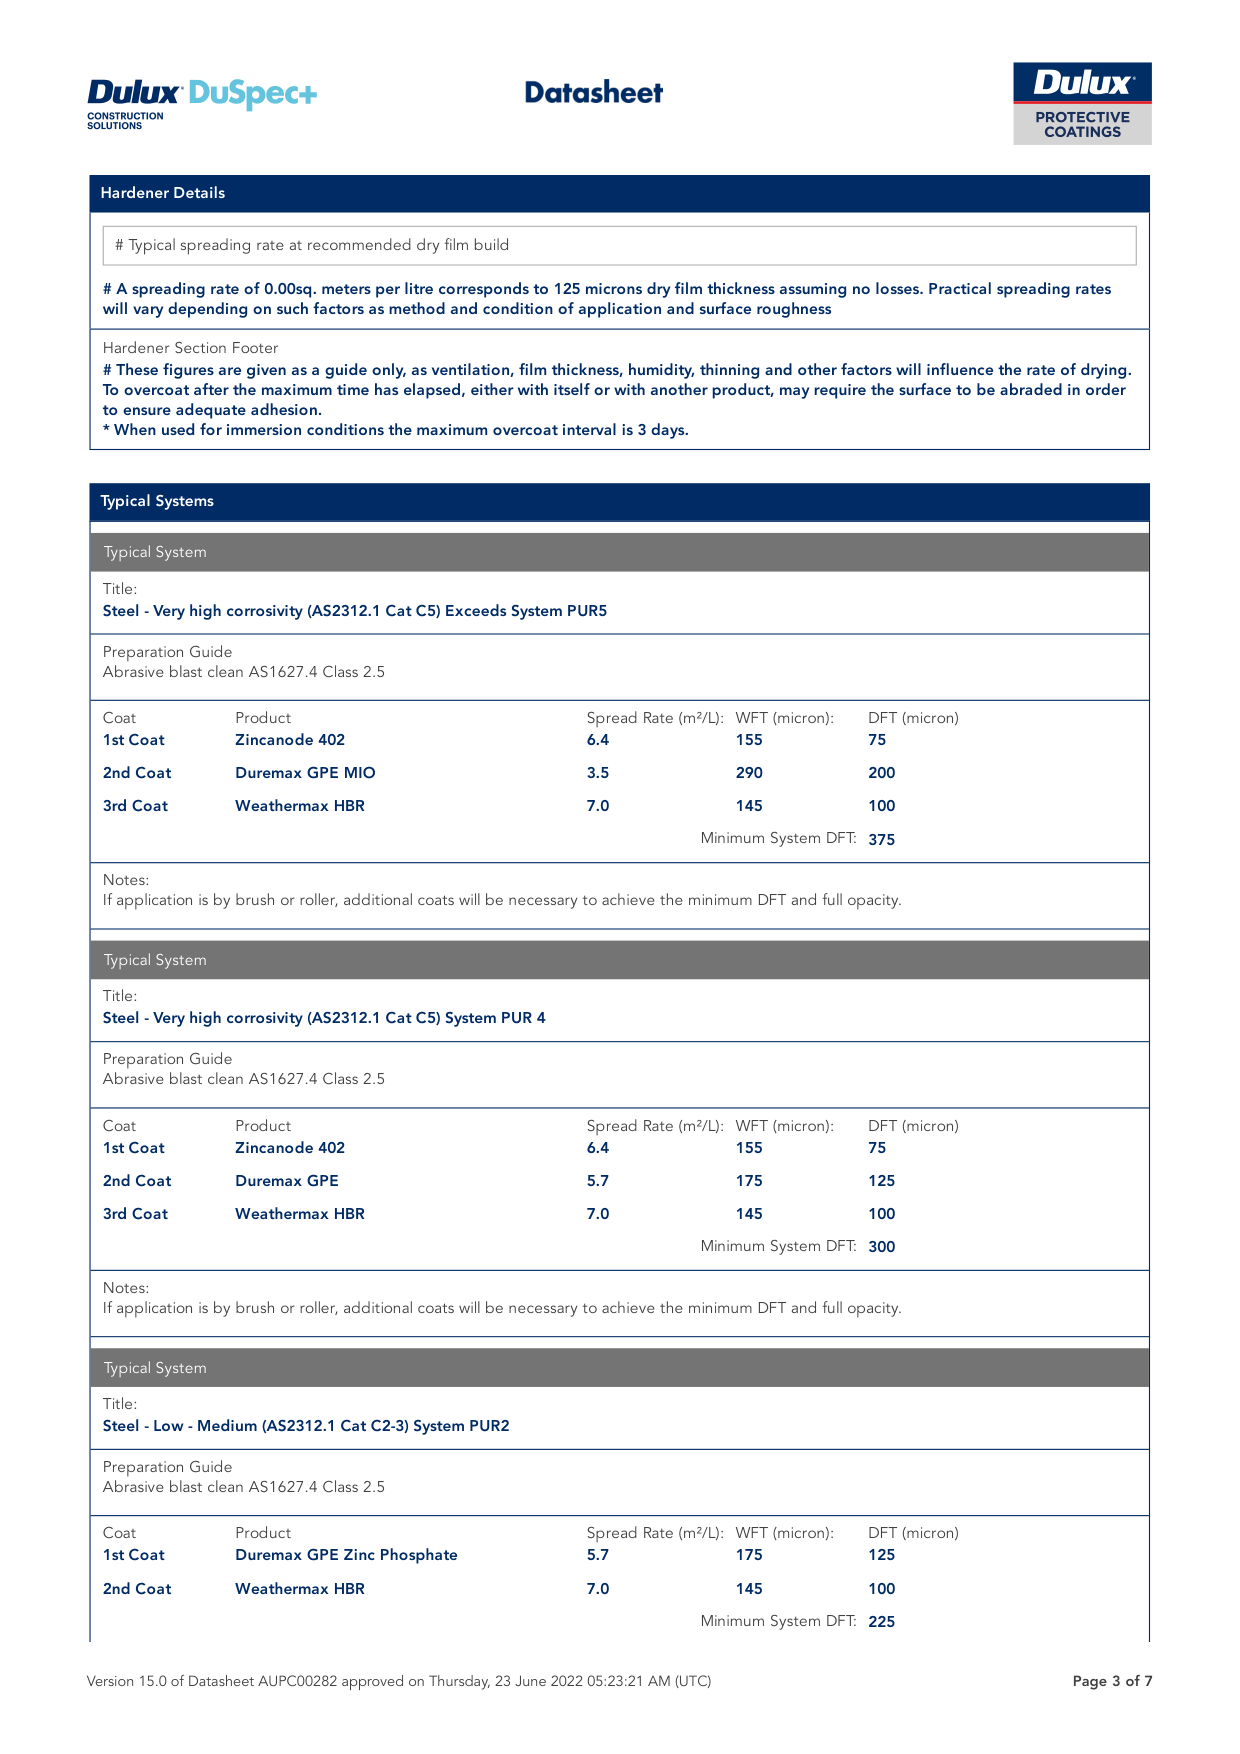 Dulux DuSpec+
CONSTRUCTION
SOLUTIONS
Datasheet
Dulux
PROTECTIVE
COATINGS
Hardener Details
# Typical spreading rate at recommended dry film build
# A spreading rate of 0.00sq. meters per litre corresponds to 125 microns dry film thickness assuming no losses. Practical spreading rates
will vary depending on such factors as method and condition of application and surface roughness
Hardener Section Footer
# These figures are given as a guide only, as ventilation, film thickness, humidity, thinning and other factors will influence the rate of drying.
To overcoat after the maximum time has elapsed, either with itself or with another product, may require the surface to be abraded in order
to ensure adequate adhesion.
* When used for immersion conditions the maximum overcoat interval is 3 days.
Typical Systems
Typical System
Title:
Steel - Very high corrosivity (AS2312.1 Cat C5) Exceeds System PUR5
Preparation Guide
Abrasive blast clean AS1627.4 Class 2.5
Coat Product Spread Rate (m²/L): WFT (micron): DFT (micron)
1st Coat Zincanode 402 6.4 155 75
2nd Coat Duremax GPE MIO 3.5 290 200
3rd Coat Weathermax HBR 7.0 145 100
Minimum System DFT: 375
Notes:
If application is by brush or roller, additional coats will be necessary to achieve the minimum DFT and full opacity.
Typical System
Title:
Steel - Very high corrosivity (AS2312.1 Cat C5) System PUR 4
Preparation Guide
Abrasive blast clean AS1627.4 Class 2.5
Coat Product Spread Rate (m²/L): WFT (micron): DFT (micron)
1st Coat Zincanode 402 6.4 155 75
2nd Coat Duremax GPE 5.7 175 125
3rd Coat Weathermax HBR 7.0 145 100
Minimum System DFT: 300
Notes:
If application is by brush or roller, additional coats will be necessary to achieve the minimum DFT and full opacity.
Typical System
Title:
Steel - Low - Medium (AS2312.1 Cat C2-3) System PUR2
Preparation Guide
Abrasive blast clean AS1627.4 Class 2.5
Coat Product Spread Rate (m²/L): WFT (micron): DFT (micron)
1st Coat Duremax GPE Zinc Phosphate 5.7 175 125
2nd Coat Weathermax HBR 7.0 145 100
Minimum System DFT: 225
Version 15.0 of Datasheet AUPC00282 approved on Thursday, 23 June 2022 05:23:21 AM (UTC) Page 3 of 7